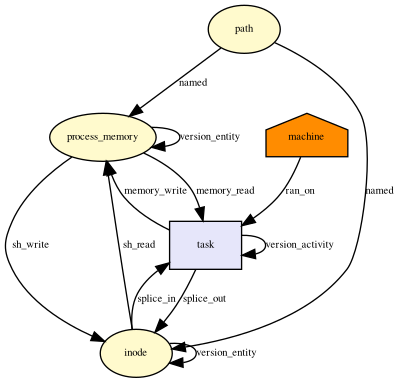 path
named
process_memory
version_entity
machine
memory_write
memory_read
ran_on
named
sh_write
sh_read
task
version_activity
splice_in
splice_out
inode
version_entity